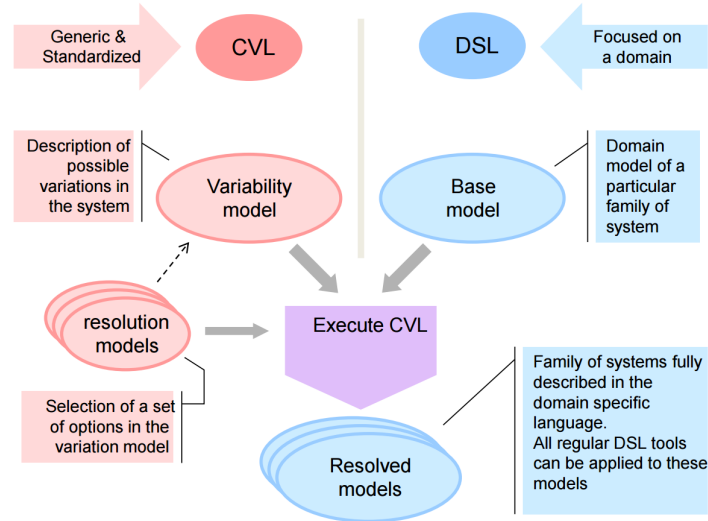 Generic &
Standardized
CVL
DSL
Focused on
a domain
Description of
possible
variations in
the system
Variability
model
Base
model
Domain
model of a
particular
family of
system
resolution
models
Execute CVL
Selection of a set
of options in the
variation model
Resolved
models
Family of systems fully
described in the
domain specific
language.
All regular DSL tools
can be applied to these
models